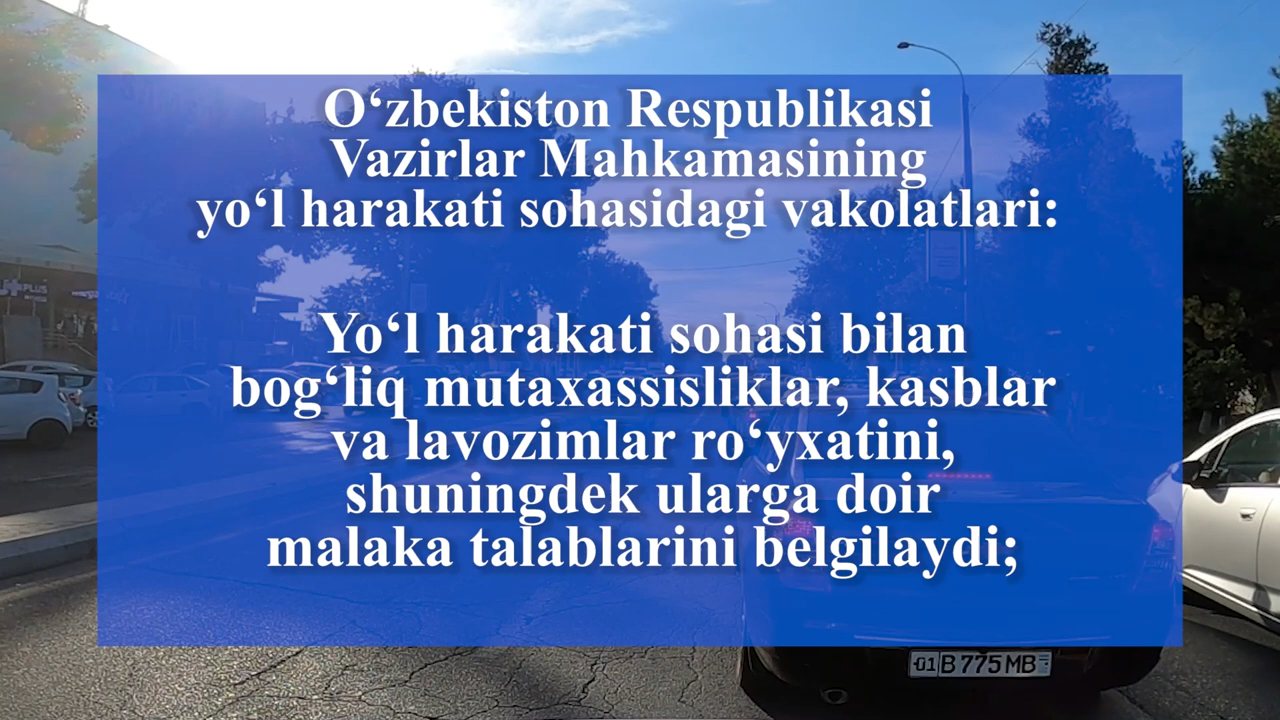 O‘zbekiston Respublikasi
Vazirlar Mahkamasining
yo‘l harakati sohasidagi vakolatlari:
Yo‘l harakati sohasi bilan
bog‘liq mutaxassisliklar, kasblar
va lavozimlar ro‘yxatini,
shuningdek ularga doir
malaka talablarini belgilaydi;
PLUS
01 B 775 MB